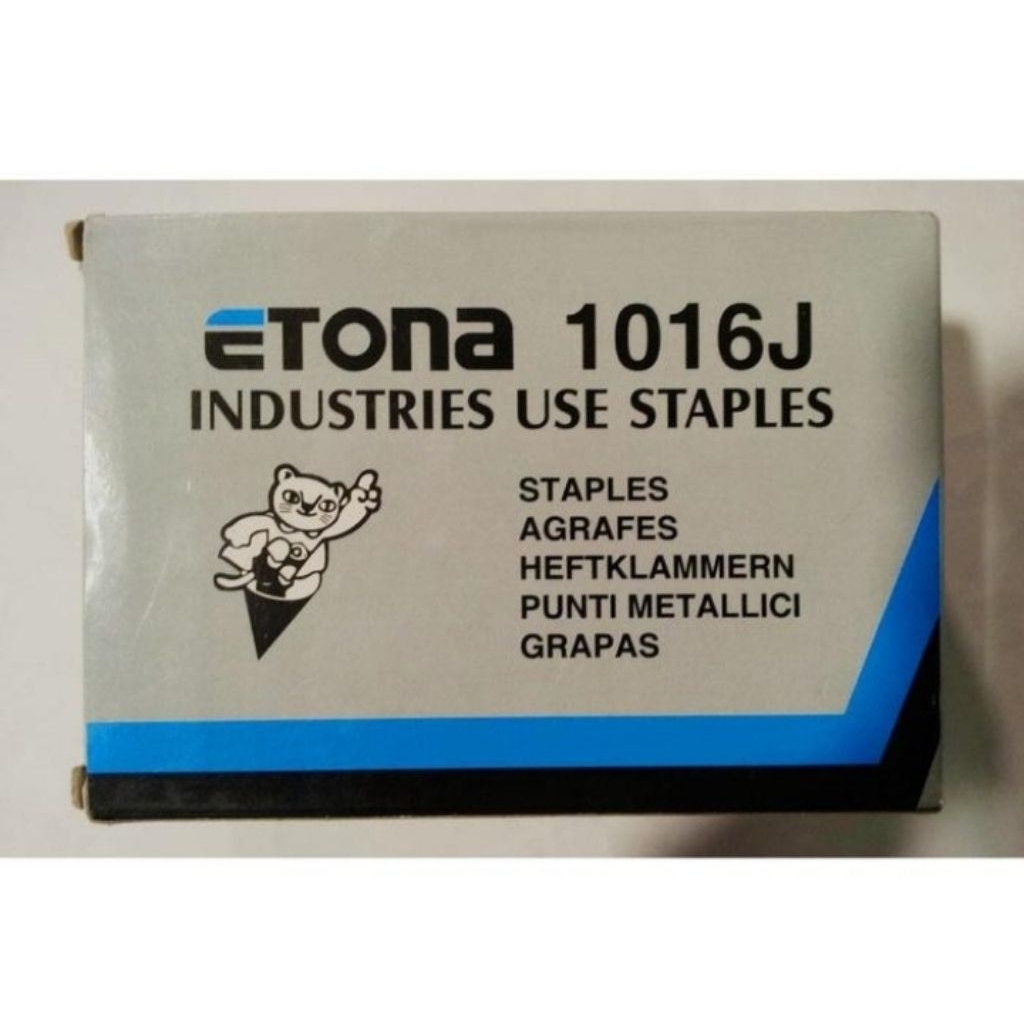 ETONA 1016J
INDUSTRIES USE STAPLES
STAPLES
AGRAFES
HEFTKLAMMERN
PUNTI METALLICI
GRAPAS